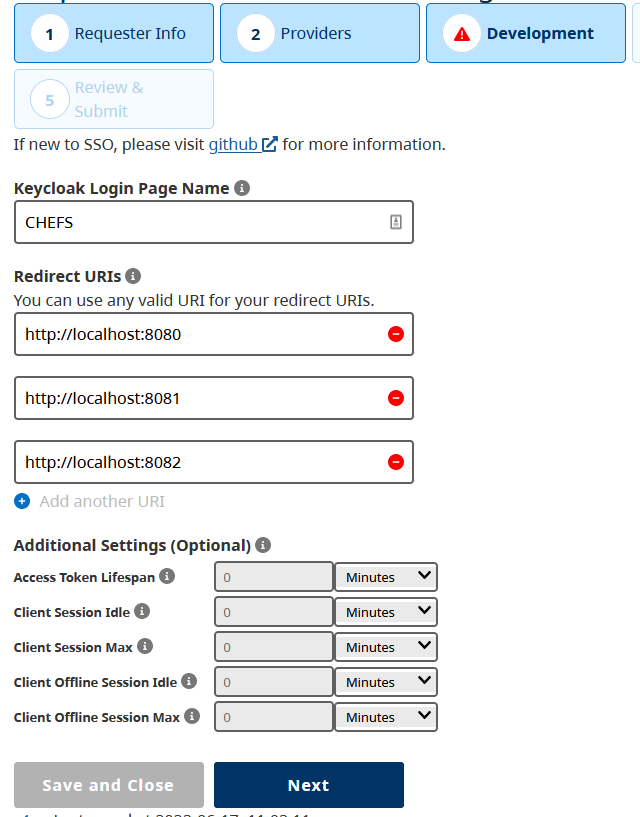 1 Requester Info
2 Providers
Development
5 Review &
Submit
If new to SSO, please visit github for more information.
Keycloak Login Page Name
CHEFS
Redirect URIs
You can use any valid URI for your redirect URIs.
http://localhost:8080
http://localhost:8081
http://localhost:8082
Add another URI
Additional Settings (Optional)
Access Token Lifespan 0 Minutes
Client Session Idle 0 Minutes
Client Session Max 0 Minutes
Client Offline Session Idle 0 Minutes
Client Offline Session Max 0 Minutes
Save and Close Next